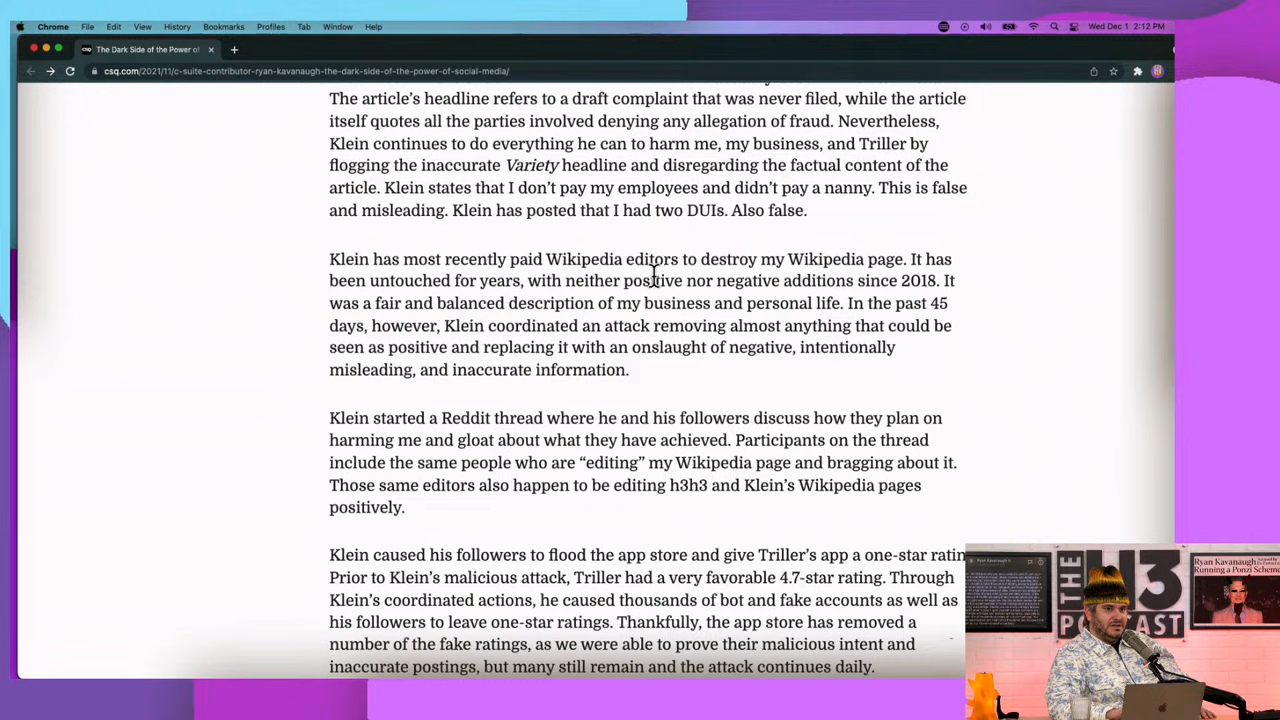 Chrome File Edit View History Bookmarks Profiles Tab Window Help Wed Dec 1 2:12 PM
The Dark Side of the Power of
csq.com/2021/11/c-suite-contributor-ryan-kavanaugh-the-dark-side-of-the-power-of-social-media/
The article's headline refers to a draft complaint that was never filed, while the article
itself quotes all the parties involved denying any allegation of fraud. Nevertheless,
Klein continues to do everything he can to harm me, my business, and Triller by
flogging the inaccurate Variety headline and disregarding the factual content of the
article. Klein states that I don't pay my employees and didn't pay a nanny. This is false
and misleading. Klein has posted that I had two DUIs. Also false.
Klein has most recently paid Wikipedia editors to destroy my Wikipedia page. It has
been untouched for years, with neither positive nor negative additions since 2018. It
was a fair and balanced description of my business and personal life. In the past 45
days, however, Klein coordinated an attack removing almost anything that could be
seen as positive and replacing it with an onslaught of negative, intentionally
misleading, and inaccurate information.
Klein started a Reddit thread where he and his followers discuss how they plan on
harming me and gloat about what they have achieved. Participants on the thread
include the same people who are "editing" my Wikipedia page and bragging about it.
Those same editors also happen to be editing h3h3 and Klein's Wikipedia pages
positively.
Klein caused his followers to flood the app store and give Triller's app a one-star ratin
Prior to Klein's malicious attack, Triller had a very favorable 4.7-star rating. Through
Klein's coordinated actions, he used thousands of bot and fake accounts as well as
his followers to leave one-star ratings. Thankfully, the app store has removed a
number of the fake ratings, as we were able to prove their malicious intent and
inaccurate postings, but many still remain and the attack continues daily.
THE H3 PODCAST
Ryan Kavanaugh
Running a Ponzi Scheme